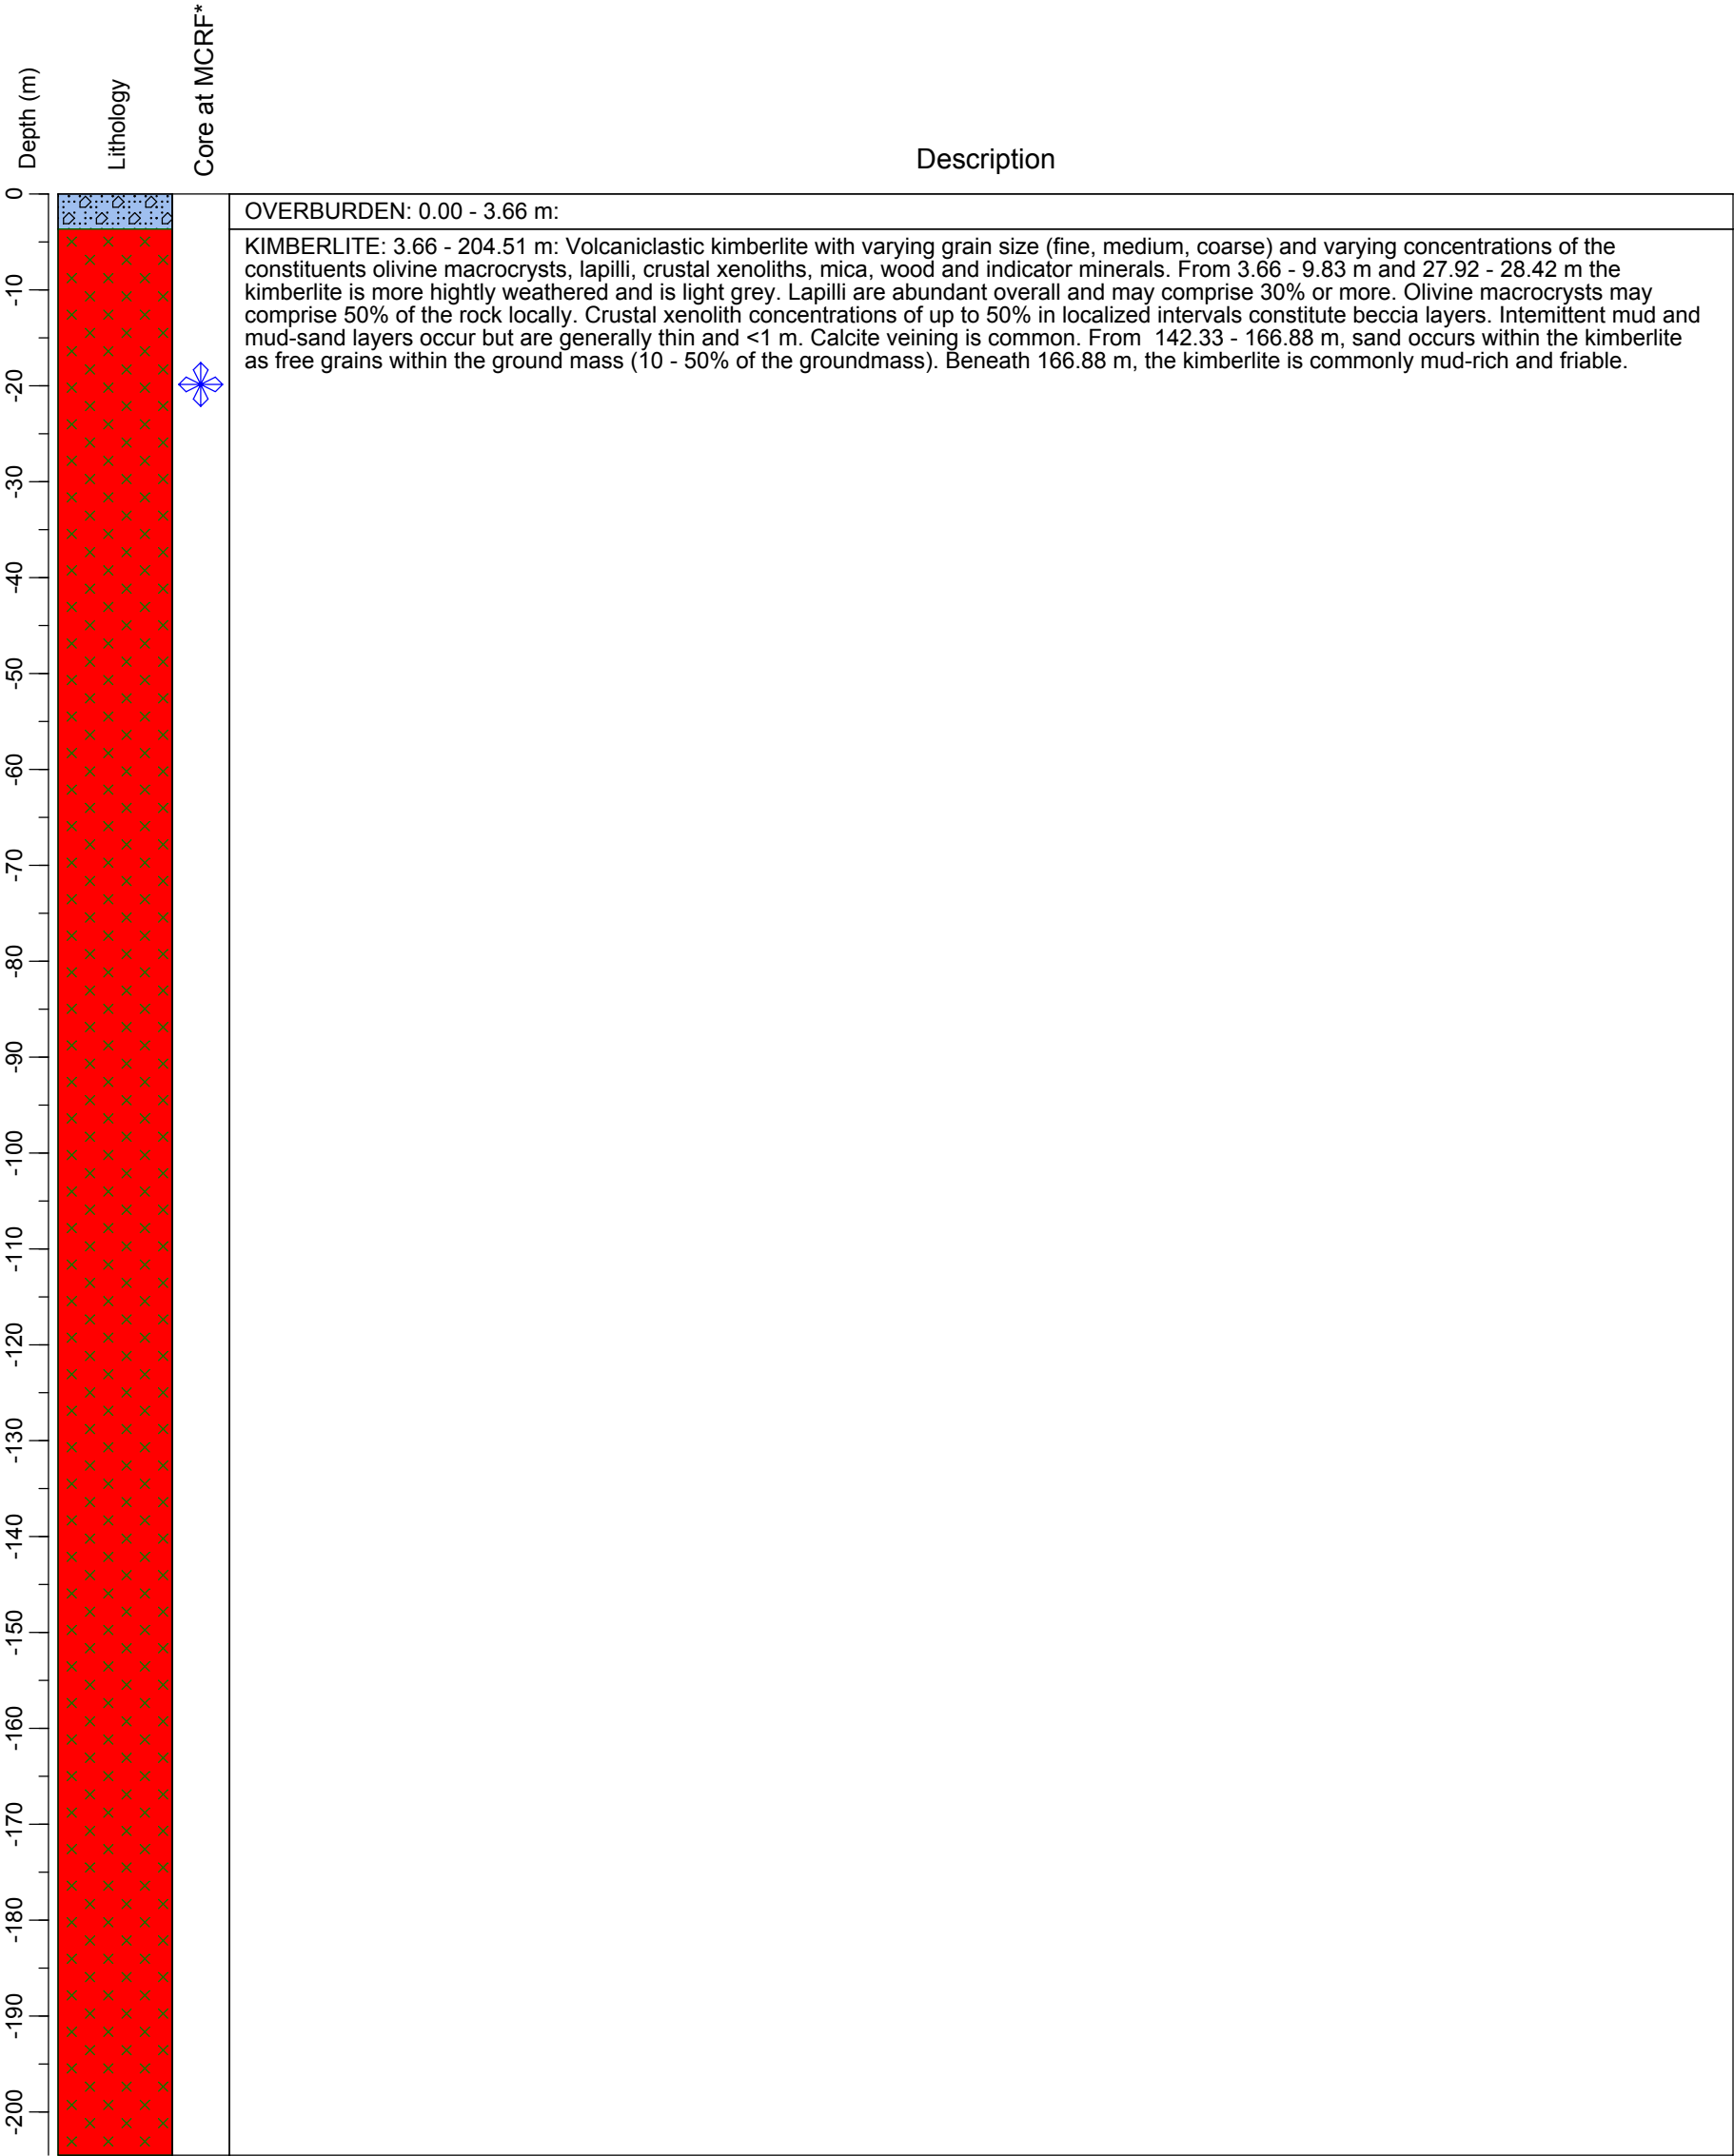 Depth (m)
Lithology
Core at MCRF*
Description
0
OVERBURDEN: 0.00 - 3.66 m:
KIMBERLITE: 3.66 - 204.51 m: Volcaniclastic kimberlite with varying grain size (fine, medium, coarse) and varying concentrations of the
constituents olivine macrocrysts, lapilli, crustal xenoliths, mica, wood and indicator minerals. From 3.66 - 9.83 m and 27.92 - 28.42 m the
kimberlite is more hightly weathered and is light grey. Lapilli are abundant overall and may comprise 30% or more. Olivine macrocrysts may
comprise 50% of the rock locally. Crustal xenolith concentrations of up to 50% in localized intervals constitute beccia layers. Intemittent mud and
mud-sand layers occur but are generally thin and <1 m. Calcite veining is common. From  142.33 - 166.88 m, sand occurs within the kimberlite
as free grains within the ground mass (10 - 50% of the groundmass). Beneath 166.88 m, the kimberlite is commonly mud-rich and friable.
-10
-20
-30
-40
-50
-60
-70
-80
-90
-100
-110
-120
-130
-140
-150
-160
-170
-180
-190
-200